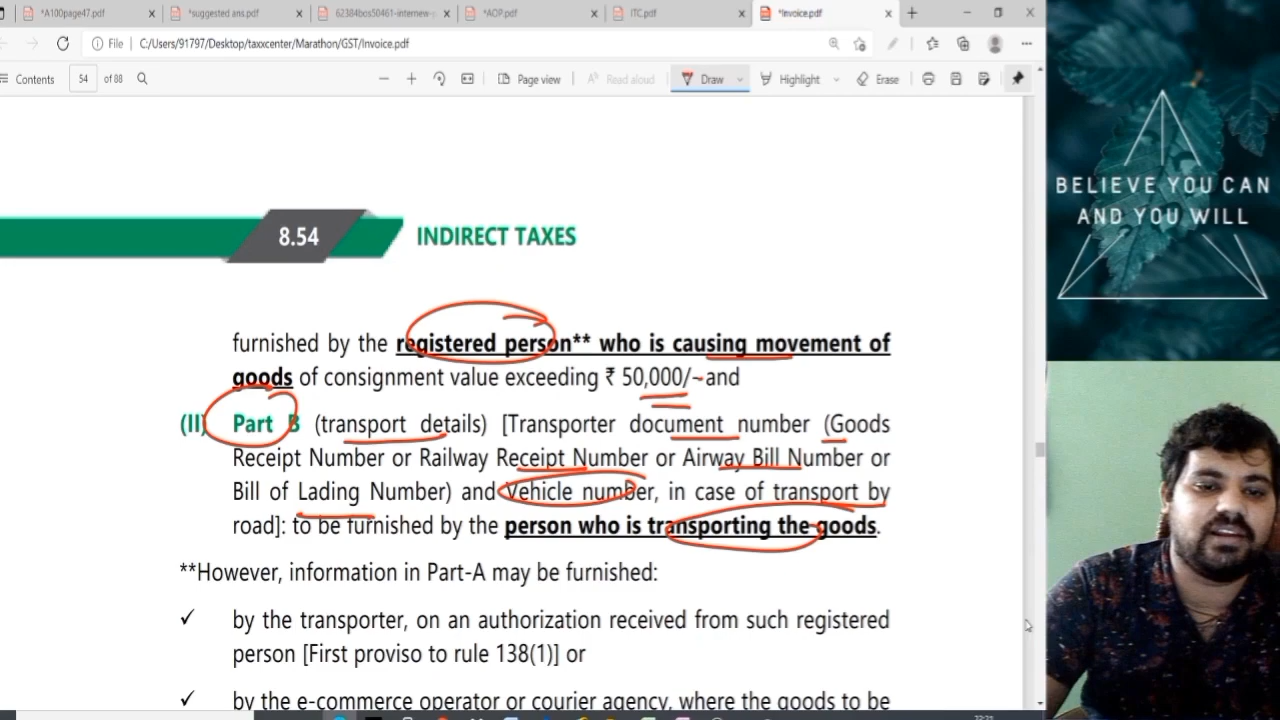 *A100page47.pdf
*suggested ans.pdf
62384bos50461-internew-
*AOP.pdf
ITC.pdf
*Invoice.pdf
File C:/Users/91797/Desktop/taxxcenter/Marathon/GST/Invoice.pdf
Contents 54 of 88 Page view Read aloud Draw Highlight Erase
BELIEVE YOU CAN
AND YOU WILL
8.54 INDIRECT TAXES
furnished by the registered person** who is causing movement of
goods of consignment value exceeding ₹ 50,000/- and
(II) Part B (transport details) [Transporter document number (Goods
Receipt Number or Railway Receipt Number or Airway Bill Number or
Bill of Lading Number) and Vehicle number, in case of transport by
road]: to be furnished by the person who is transporting the goods.
**However, information in Part-A may be furnished:
✓ by the transporter, on an authorization received from such registered
person [First proviso to rule 138(1)] or
✓ by the e-commerce operator or courier agency, where the goods to be